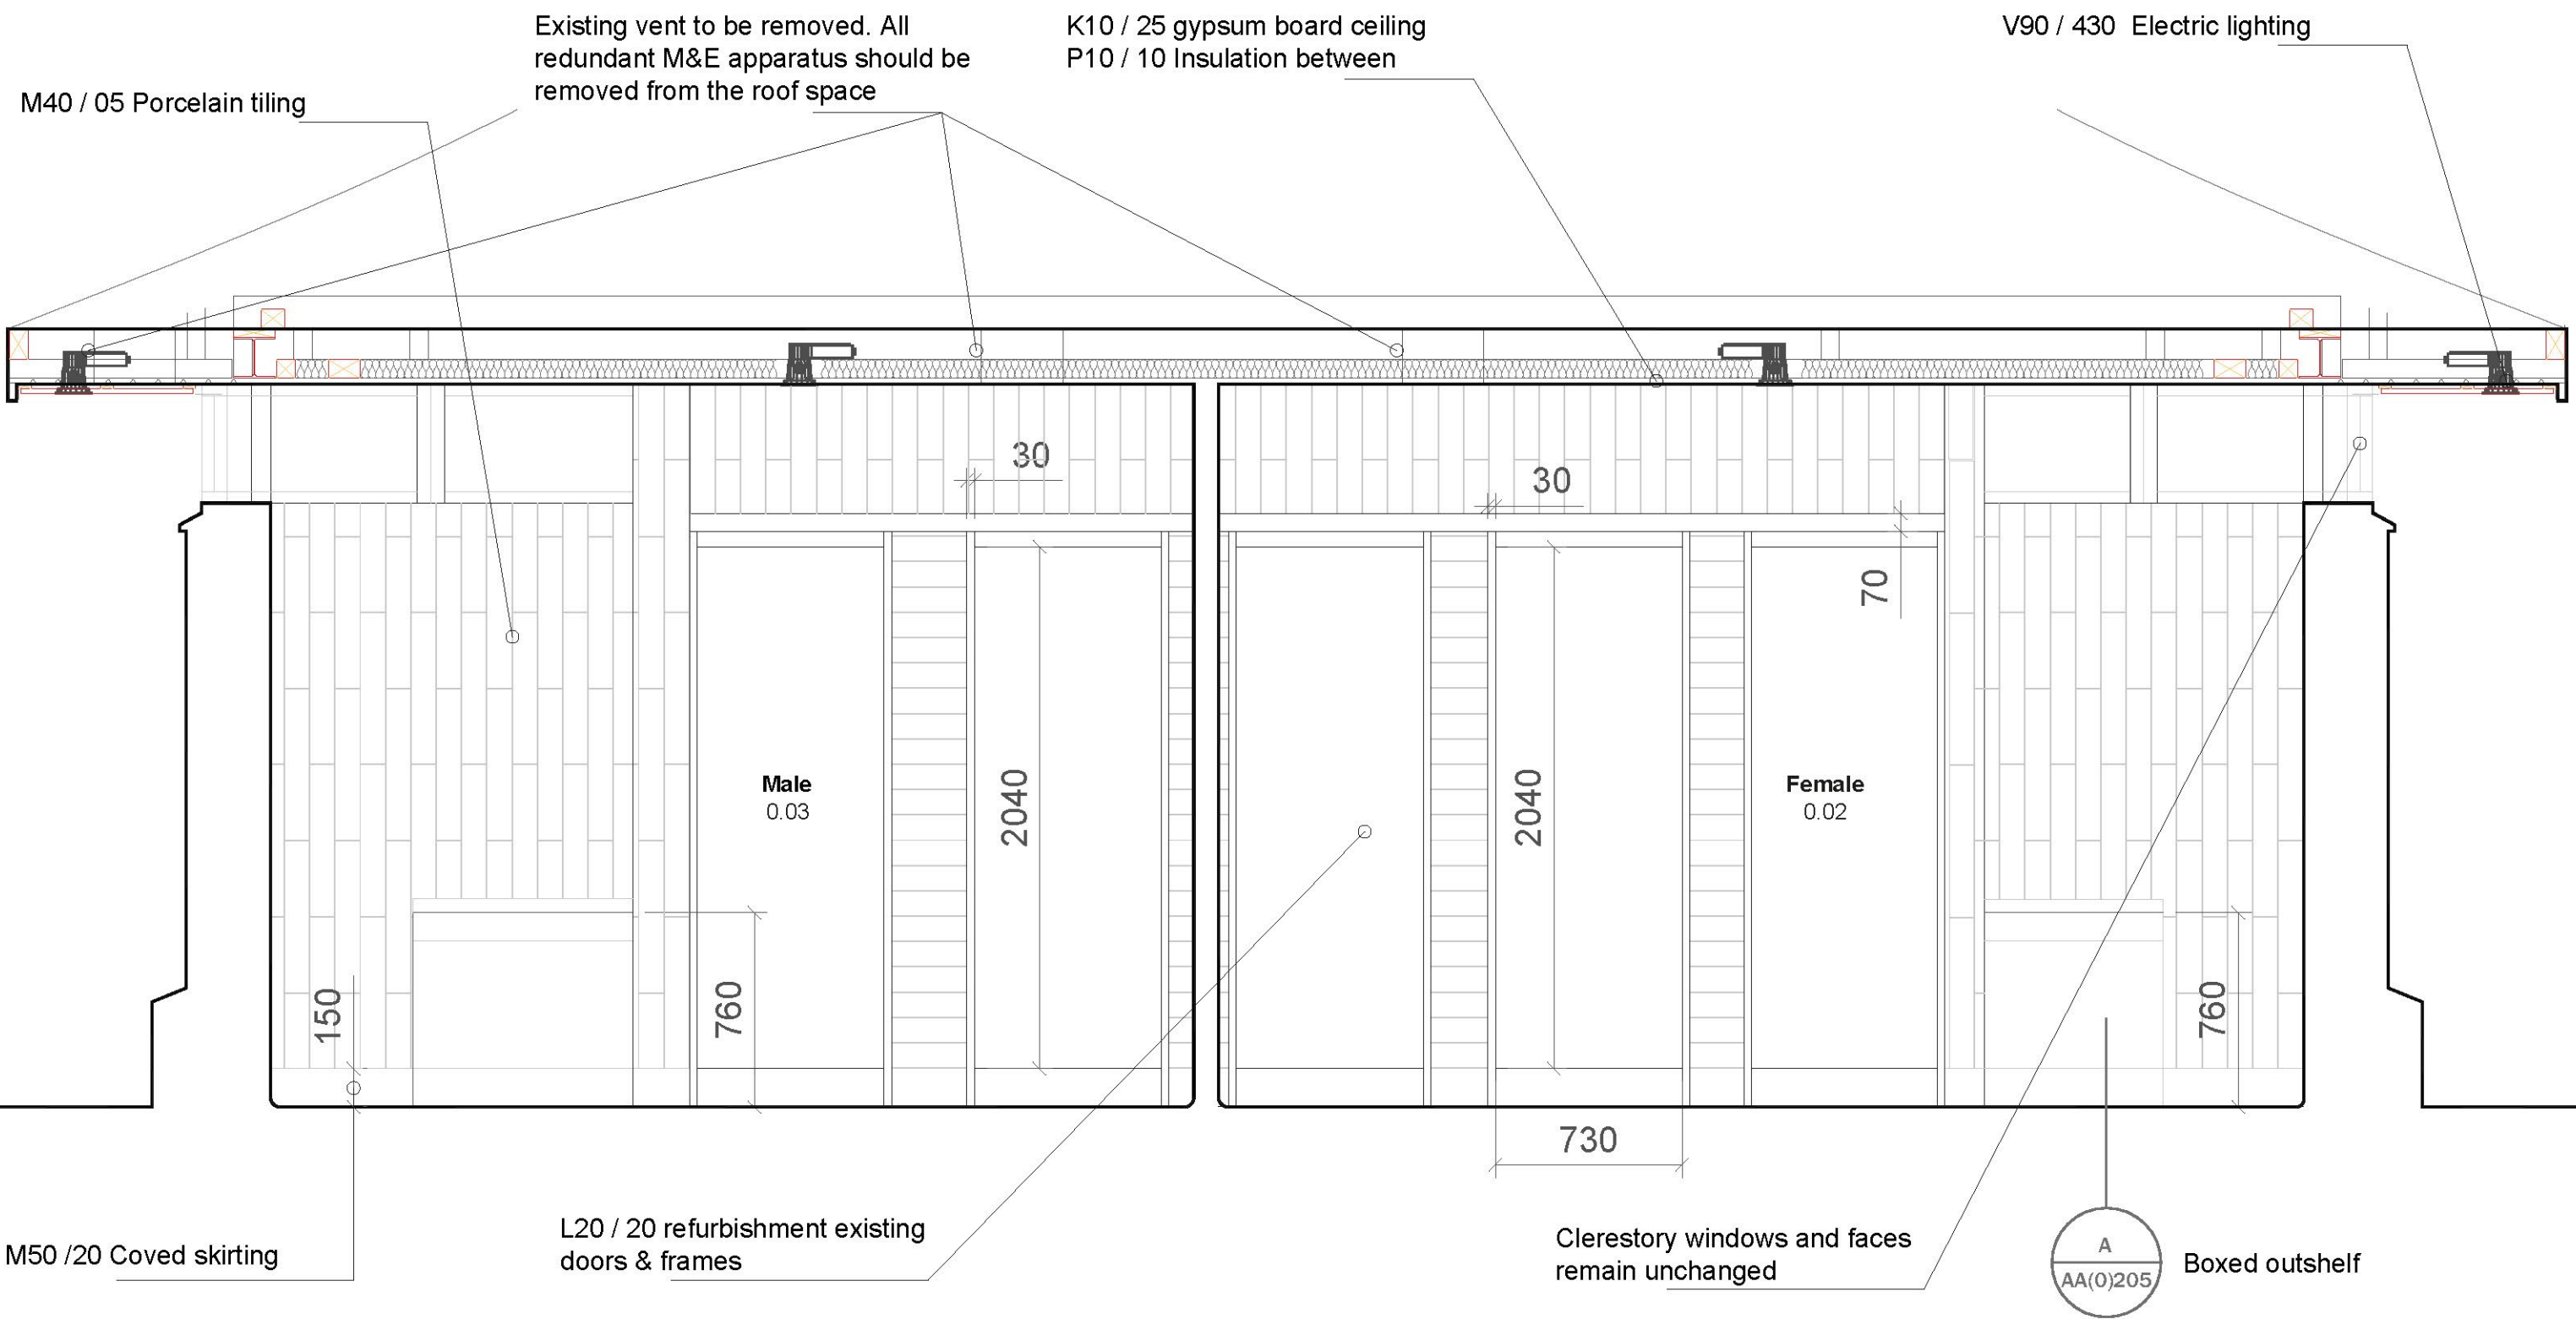 Existing vent to be removed. All
redundant M&E apparatus should be
removed from the roof space
K10 / 25 gypsum board ceiling
P10 / 10 Insulation between
V90 / 430  Electric lighting
M40 / 05 Porcelain tiling
30
30
70
Male
0.03
2040
2040
Female
0.02
150
760
760
730
M50 /20 Coved skirting
L20 / 20 refurbishment existing
doors & frames
Clerestory windows and faces
remain unchanged
A
AA(0)205
Boxed outshelf